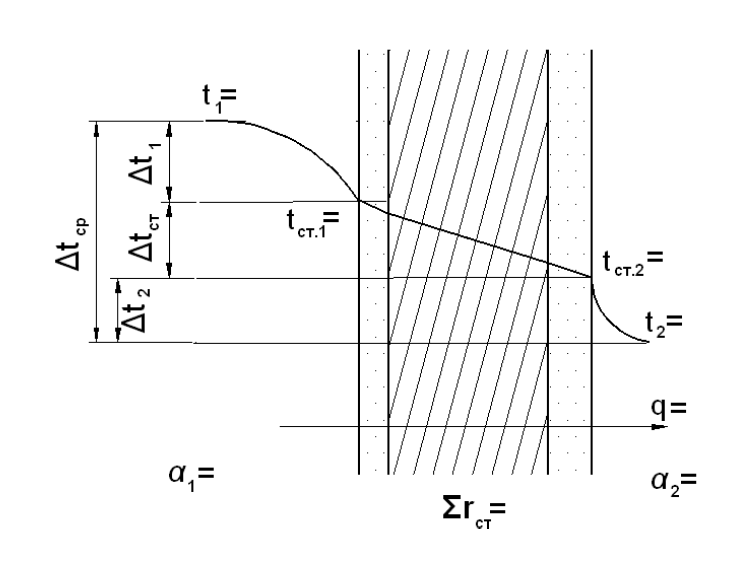 t₁=
Δt₁
tст.1=
Δtст
Δtср
tст.2=
Δt₂
t₂=
q=
α₁=
α₂=
Σrст=